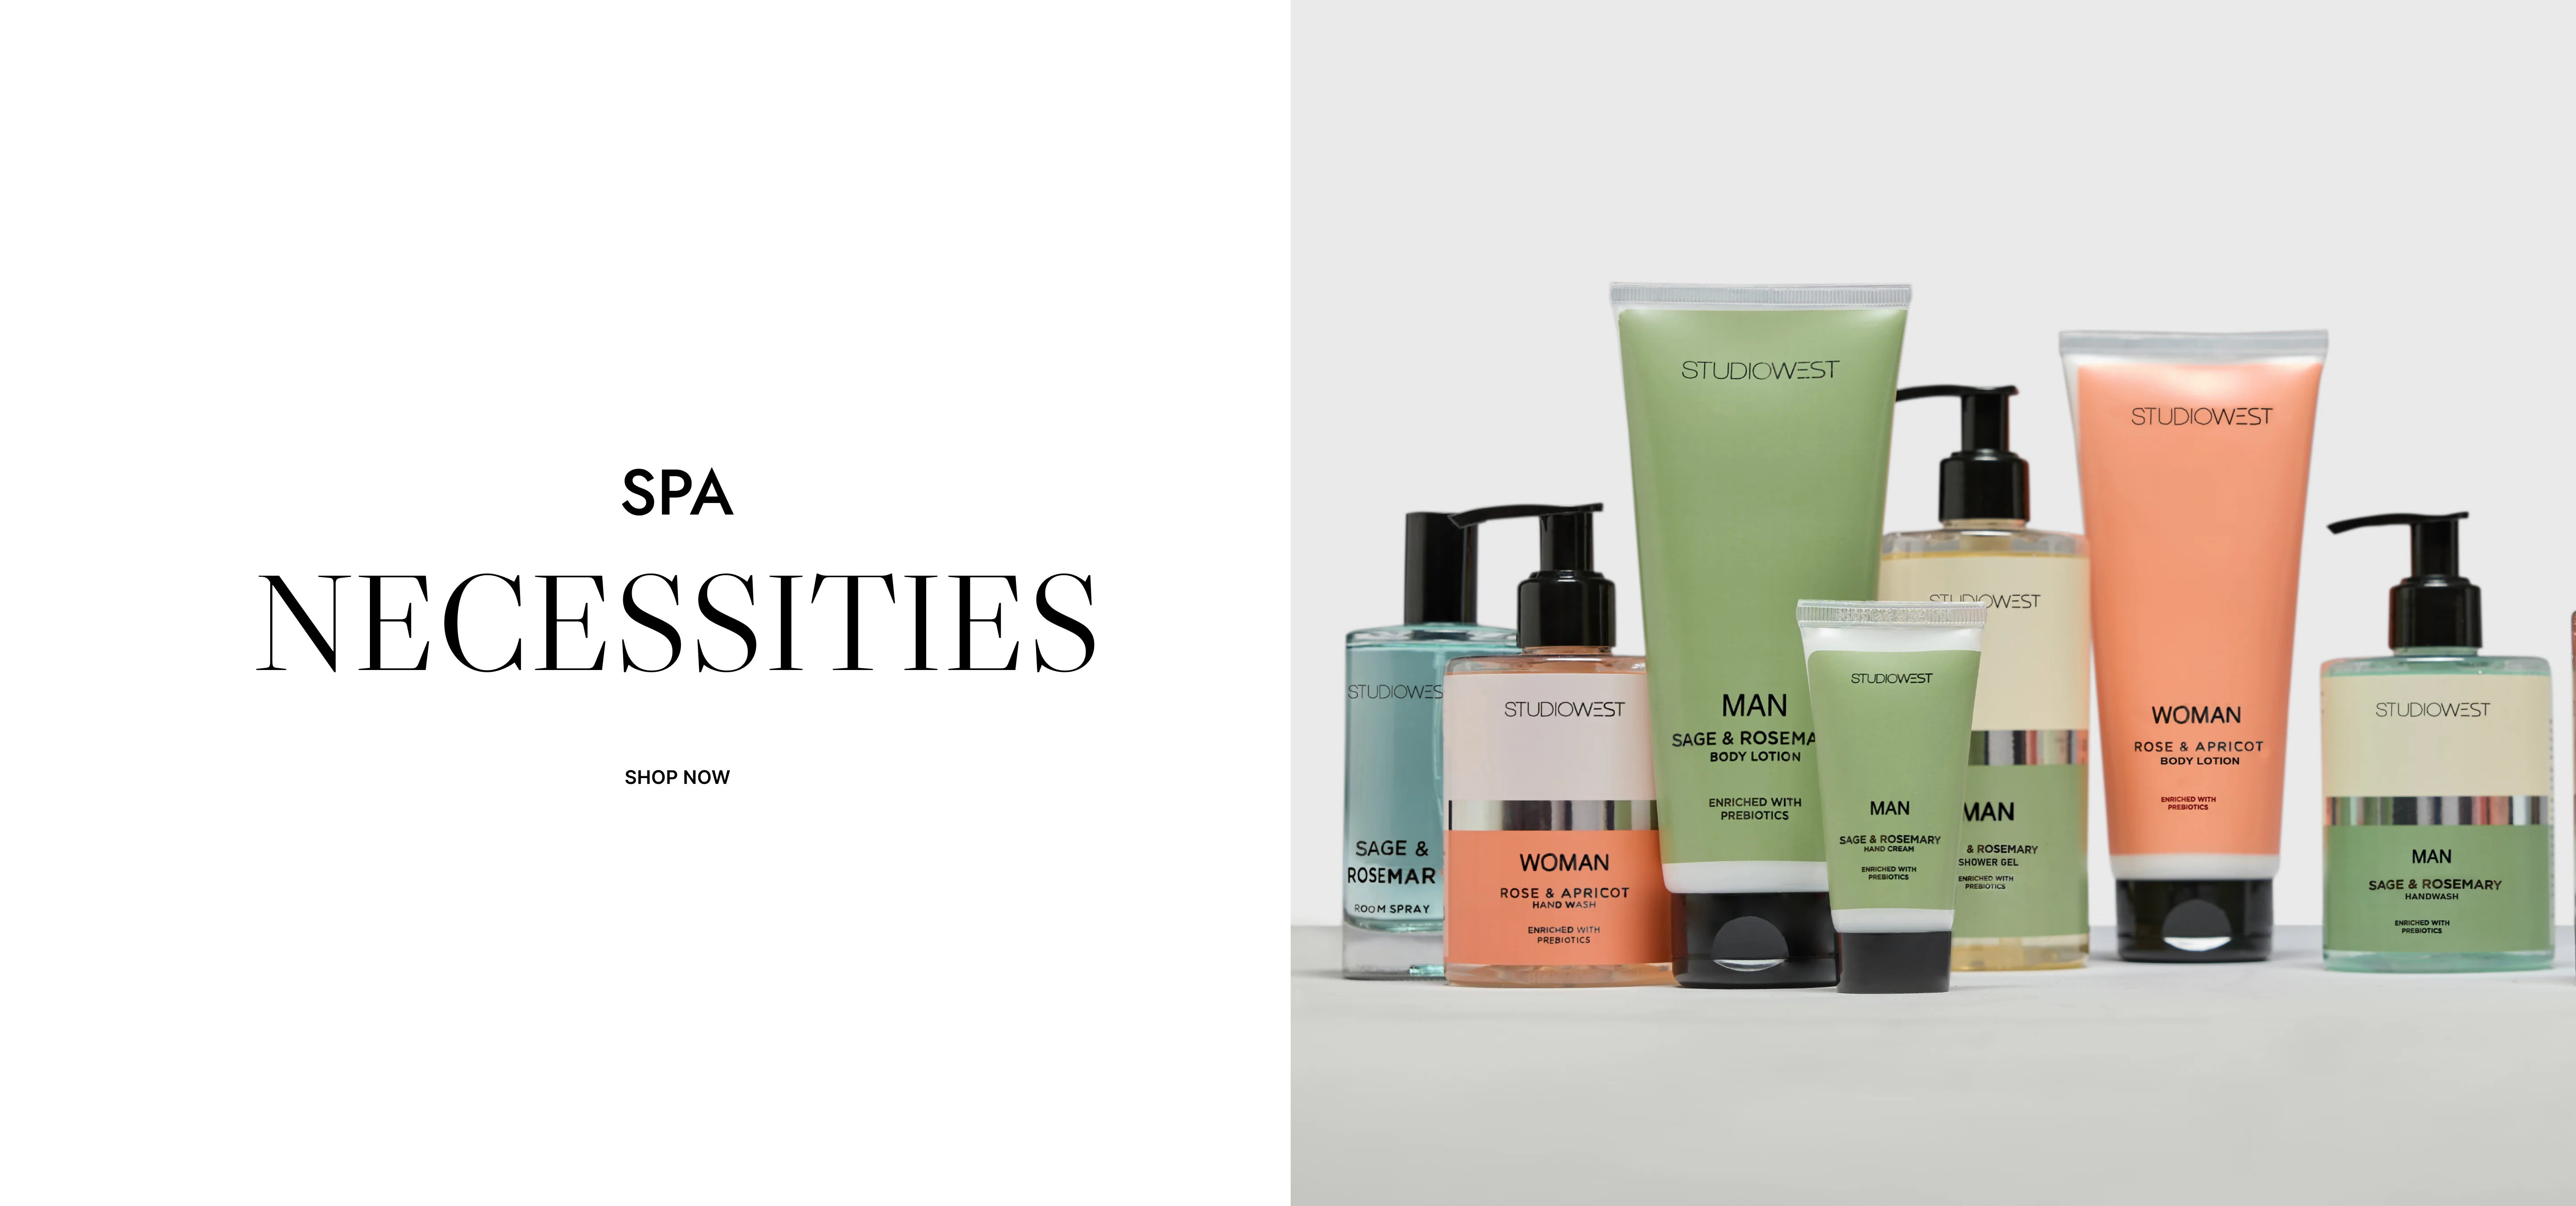 SPA
NECESSITIES
SHOP NOW
STUDIOWES
SAGE &
ROSEMAR
ROOM SPRAY
STUDIOWEST
WOMAN
ROSE & APRICOT
HAND WASH
ENRICHED WITH
PREBIOTICS
STUDIOWEST
MAN
SAGE & ROSEMA
BODY LOTION
ENRICHED WITH
PREBIOTICS
STUDIOWEST
MAN
SAGE & ROSEMARY
HAND CREAM
ENRICHED WITH
PREBIOTICS
STUDIOWEST
MAN
& ROSEMARY
SHOWER GEL
ENRICHED WITH
PREBIOTICS
STUDIOWEST
WOMAN
ROSE & APRICOT
BODY LOTION
ENRICHED WITH
PREBIOTICS
STUDIOWEST
MAN
SAGE & ROSEMARY
HANDWASH
ENRICHED WITH
PREBIOTICS